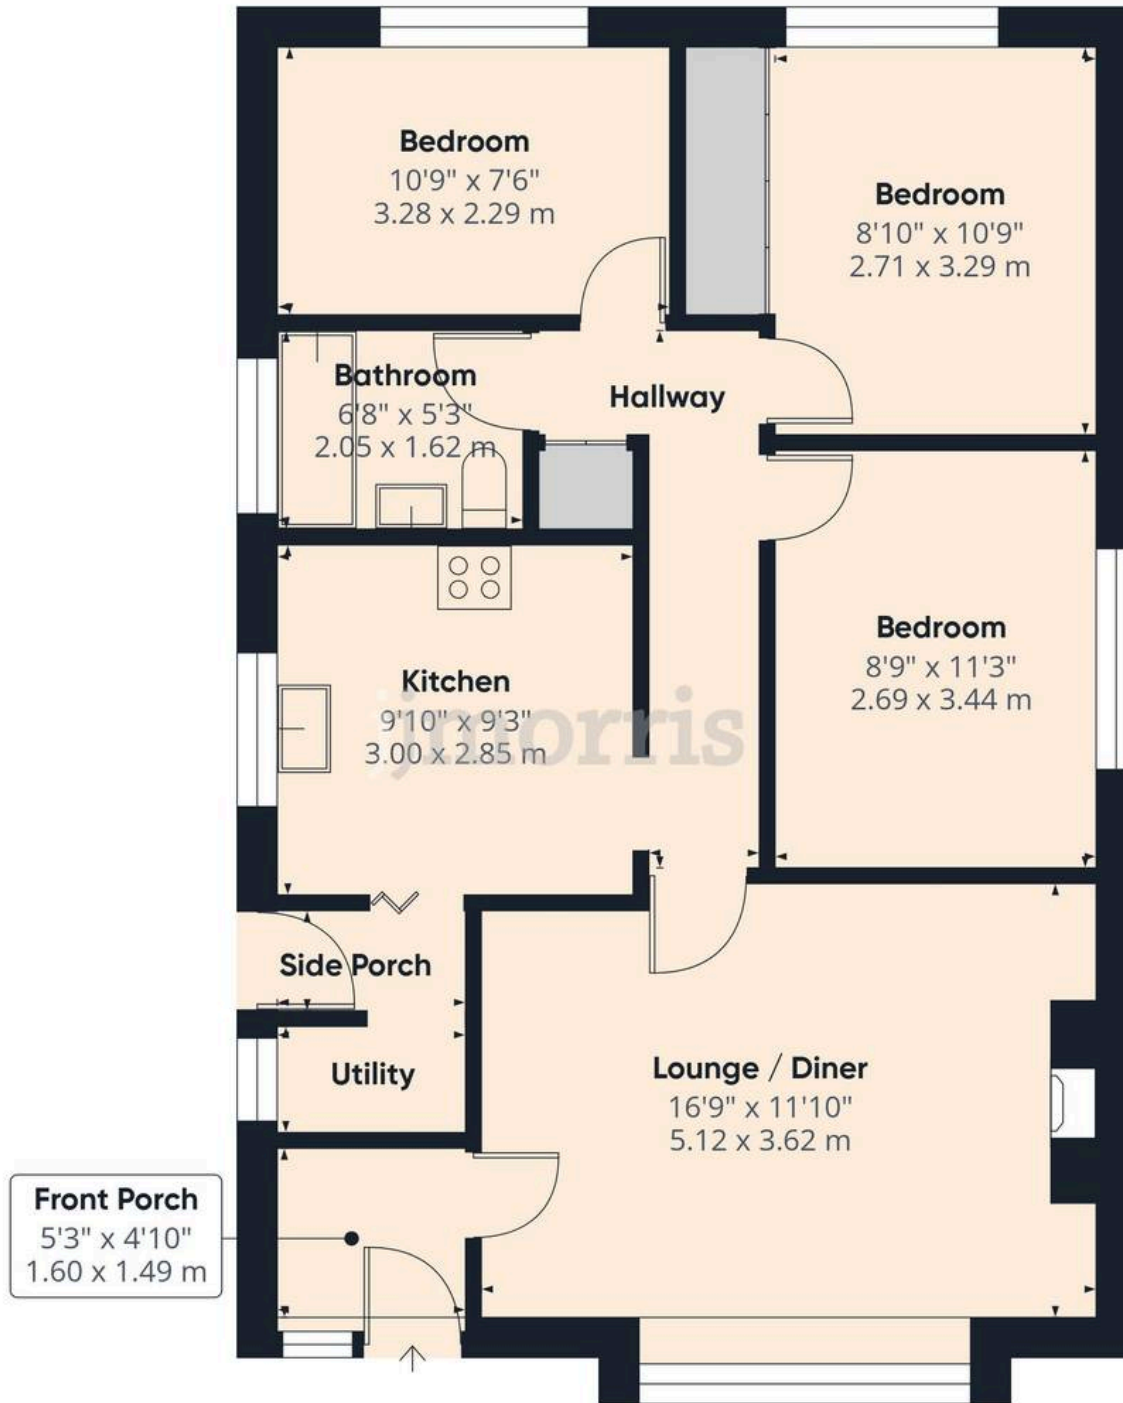 Bedroom
10'9" x 7'6"
3.28 x 2.29 m
Bedroom
8'10" x 10'9"
2.71 x 3.29 m
Bathroom
6'8" x 5'3"
2.05 x 1.62 m
Hallway
Bedroom
8'9" x 11'3"
2.69 x 3.44 m
Kitchen
9'10" x 9'3"
3.00 x 2.85 m
jjmorris
Side Porch
Utility
Lounge / Diner
16'9" x 11'10"
5.12 x 3.62 m
Front Porch
5'3" x 4'10"
1.60 x 1.49 m